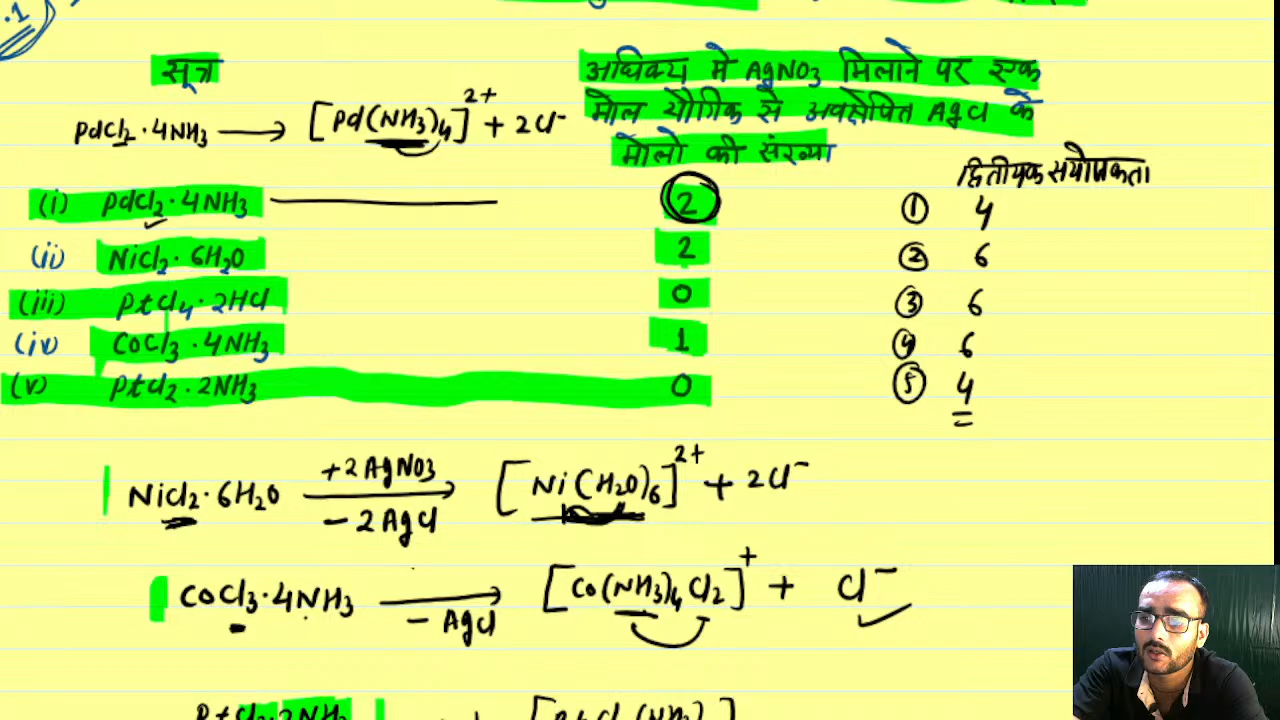 .1
सूत्र
PdCl2 · 4NH3 ⟶ [Pd(NH3)4]2+ + 2Cl-
अधिक्य मे AgNO3 मिलाने पर एक
मोल यौगिक से अवक्षेपित AgCl के
मोलो की संख्या
द्वितीयक संयोजकता
(i) PdCl2 · 4NH3 2 ① 4
(ii) NiCl2 · 6H2O 2 ② 6
(iii) PtCl4 · 2HCl 0 ③ 6
(iv) CoCl3 · 4NH3 1 ④ 6
(v) PtCl2 · 2NH3 0 ⑤ 4
NiCl2 · 6H2O +2AgNO3 ⟶ - 2AgCl [Ni(H2O)6]2+ + 2Cl-
CoCl3 · 4NH3 ⟶ - AgCl [Co(NH3)4Cl2]+ + Cl-
PtCl2 · 2NH3